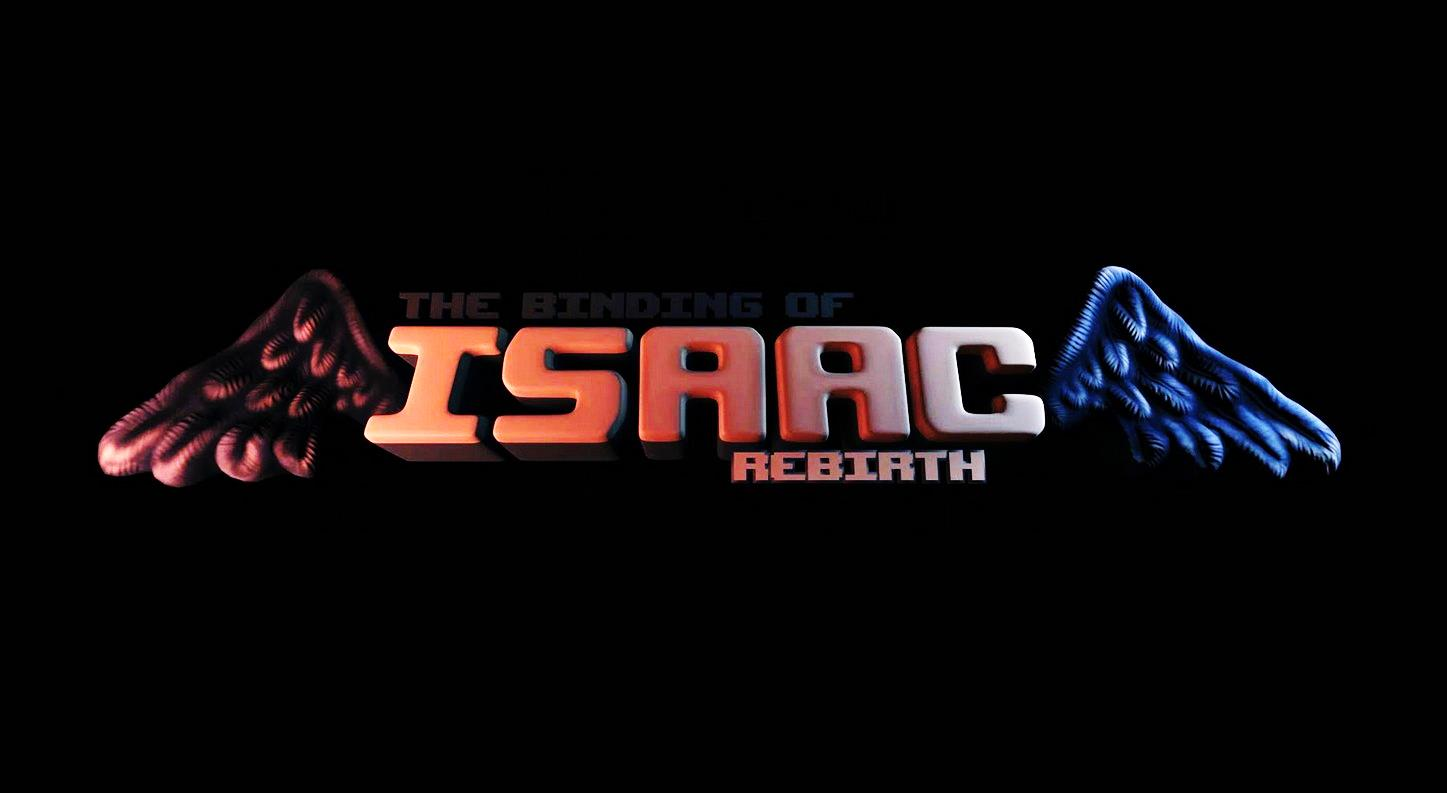 THE BINDING OF
ISAAC
REBIRTH